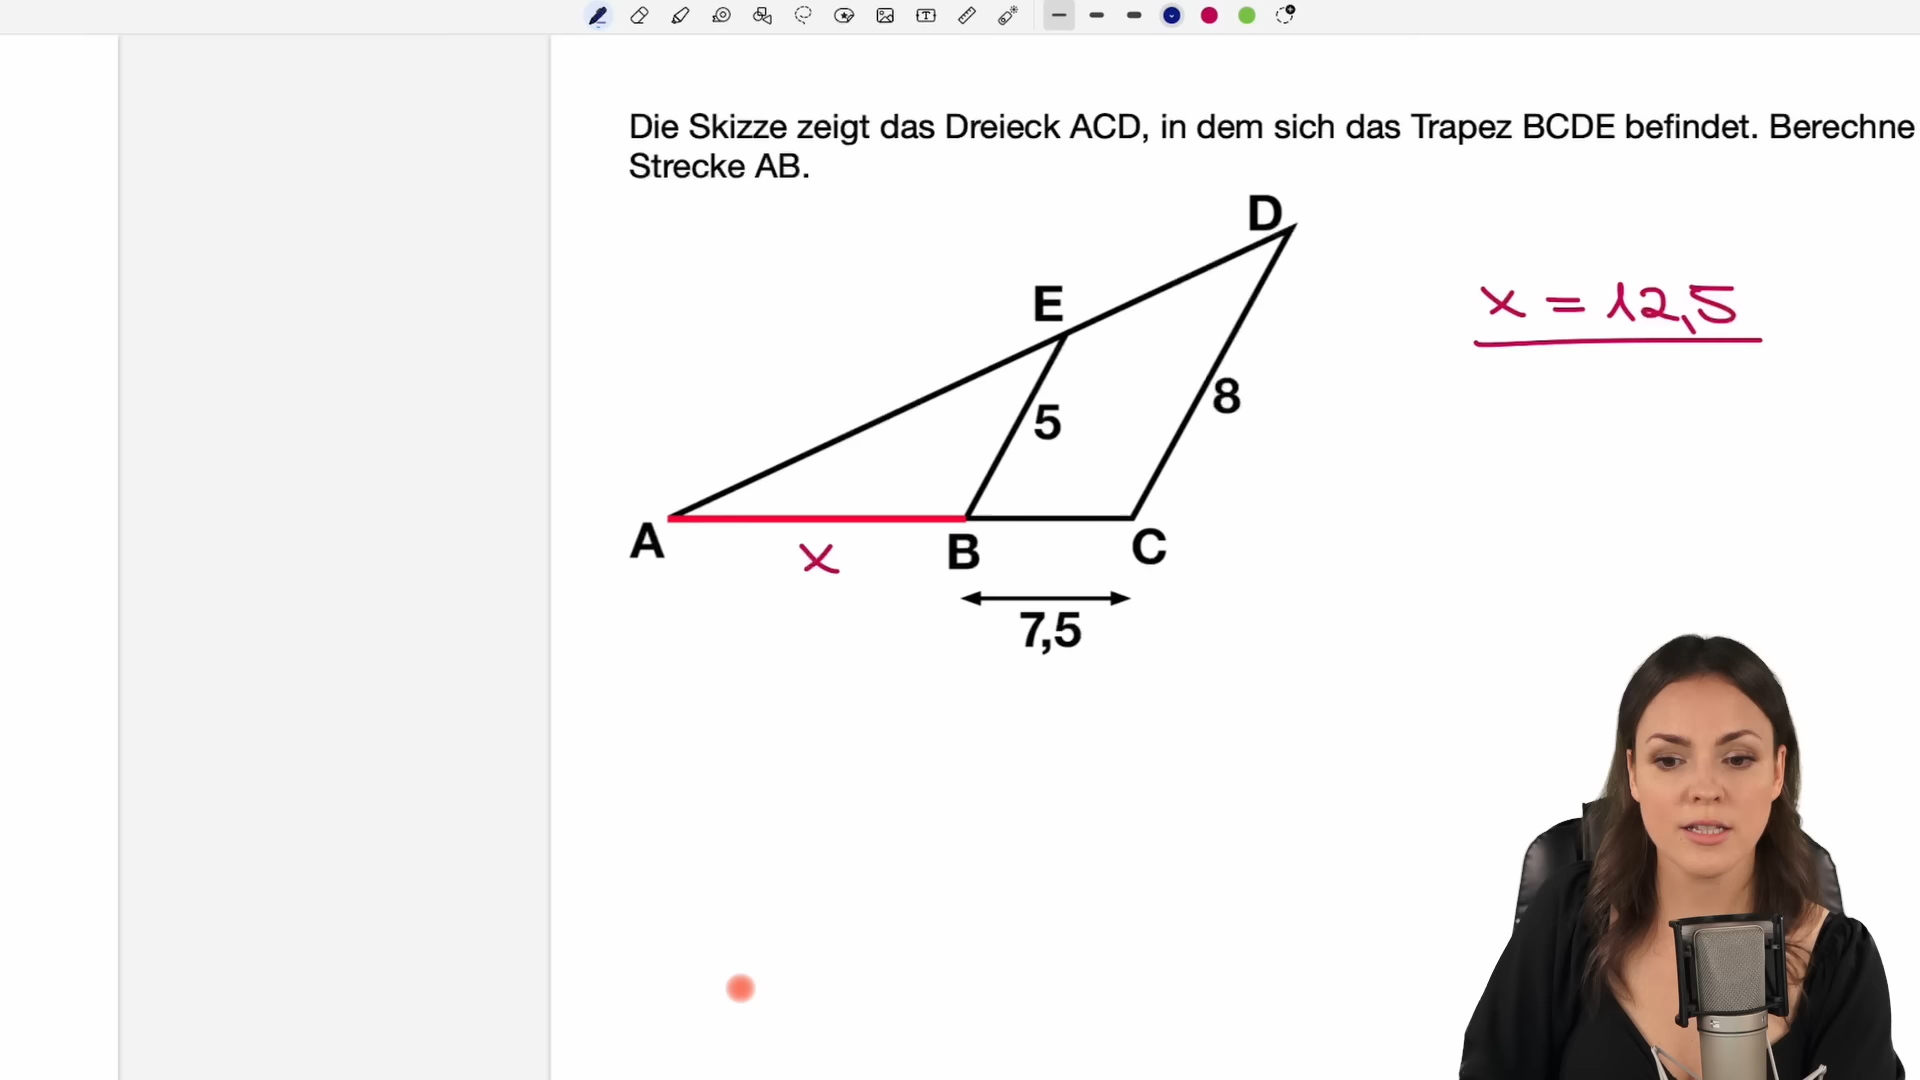 Die Skizze zeigt das Dreieck ACD, in dem sich das Trapez BCDE befindet. Berechne
Strecke AB.
D
E
x = 12,5
8
5
A
x
B
C
7,5